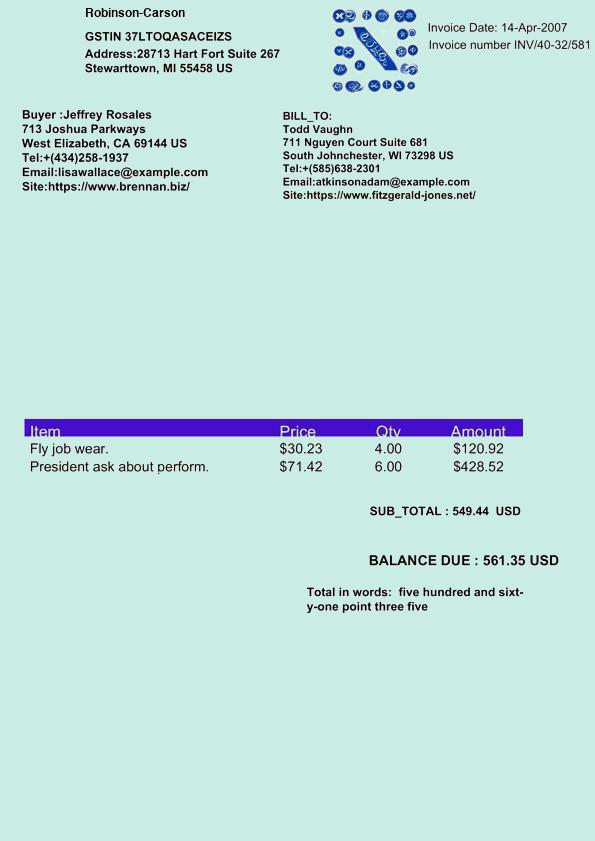 Robinson-Carson
GSTIN 37LTOQASACEIZS
Address:28713 Hart Fort Suite 267
Stewarttown, MI 55458 US
Invoice Date: 14-Apr-2007
Invoice number INV/40-32/581
Buyer :Jeffrey Rosales
713 Joshua Parkways
West Elizabeth, CA 69144 US
Tel:+(434)258-1937
Email:lisawallace@example.com
Site:https://www.brennan.biz/
BILL_TO:
Todd Vaughn
711 Nguyen Court Suite 681
South Johnchester, WI 73298 US
Tel:+(585)638-2301
Email:atkinsonadam@example.com
Site:https://www.fitzgerald-jones.net/
Item Price Qty Amount
Fly job wear. $30.23 4.00 $120.92
President ask about perform. $71.42 6.00 $428.52
SUB_TOTAL : 549.44 USD
BALANCE DUE : 561.35 USD
Total in words: five hundred and sixt-
y-one point three five